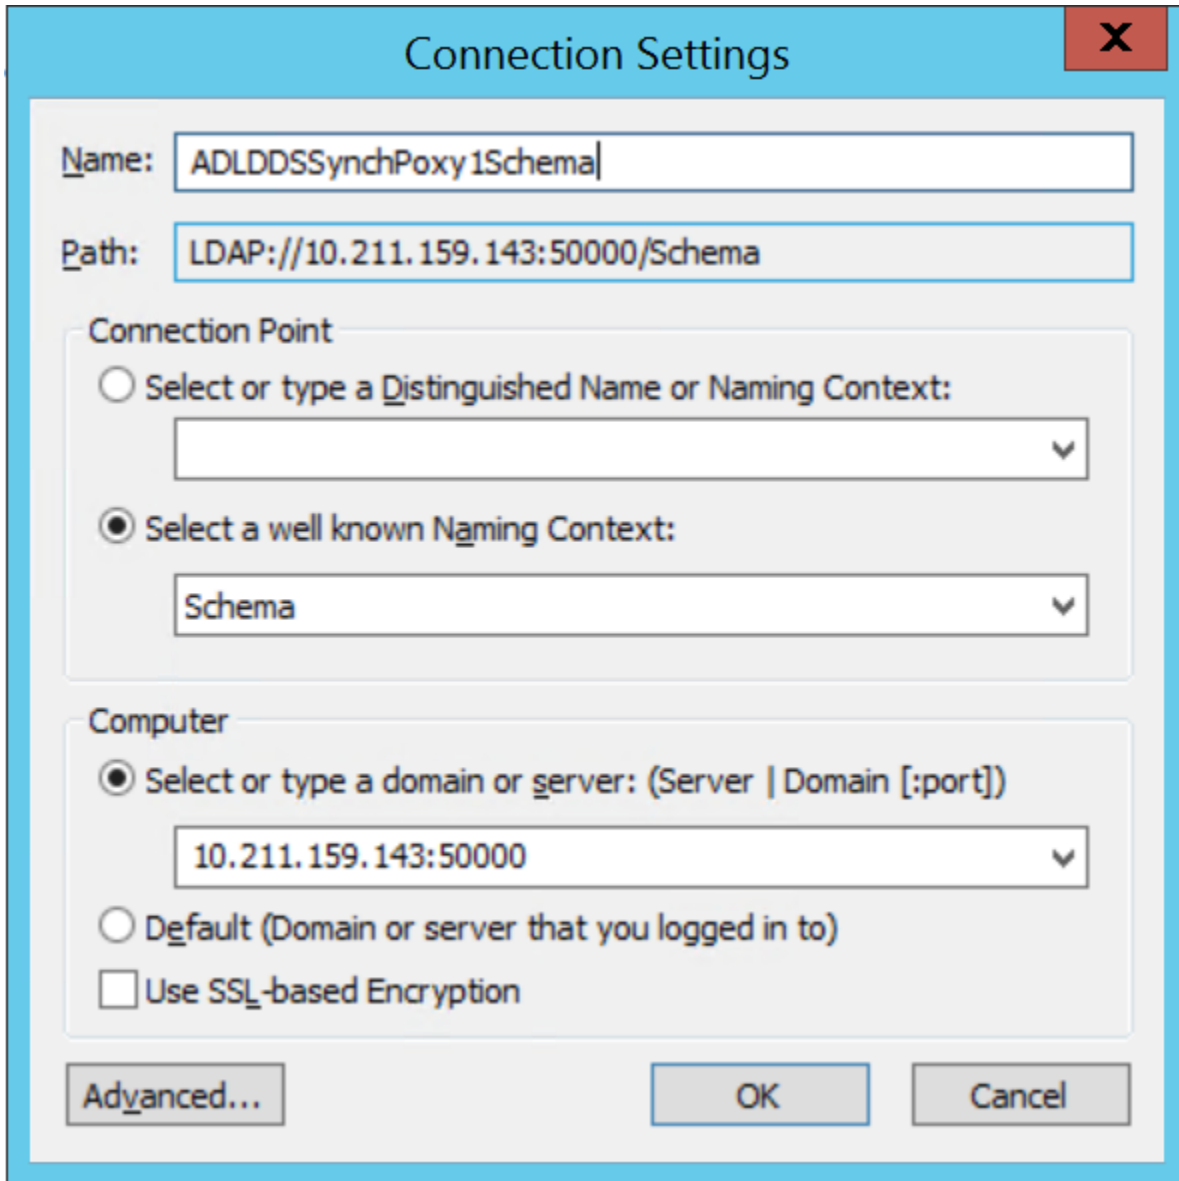 Connection Settings
X
Name: ADLDDSSynchPoxy1Schema
Path: LDAP://10.211.159.143:50000/Schema
Connection Point
Select or type a Distinguished Name or Naming Context:
Select a well known Naming Context:
Schema
Computer
Select or type a domain or server: (Server | Domain [:port])
10.211.159.143:50000
Default (Domain or server that you logged in to)
Use SSL-based Encryption
Advanced... OK Cancel